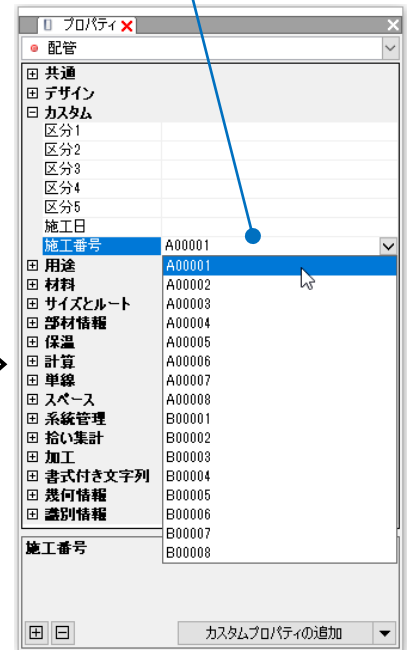 プロパティ
配管
共通
デザイン
カスタム
区分1
区分2
区分3
区分4
区分5
施工日
施工番号 A00001
用途 A00001
材料 A00002
サイズとルート A00003
部材情報 A00004
保温 A00005
計算 A00006
単線 A00007
スペース A00008
系統管理 B00001
拾い集計 B00002
加工 B00003
書式付き文字列 B00004
幾何情報 B00005
識別情報 B00006
B00007
施工番号 B00008
カスタムプロパティの追加